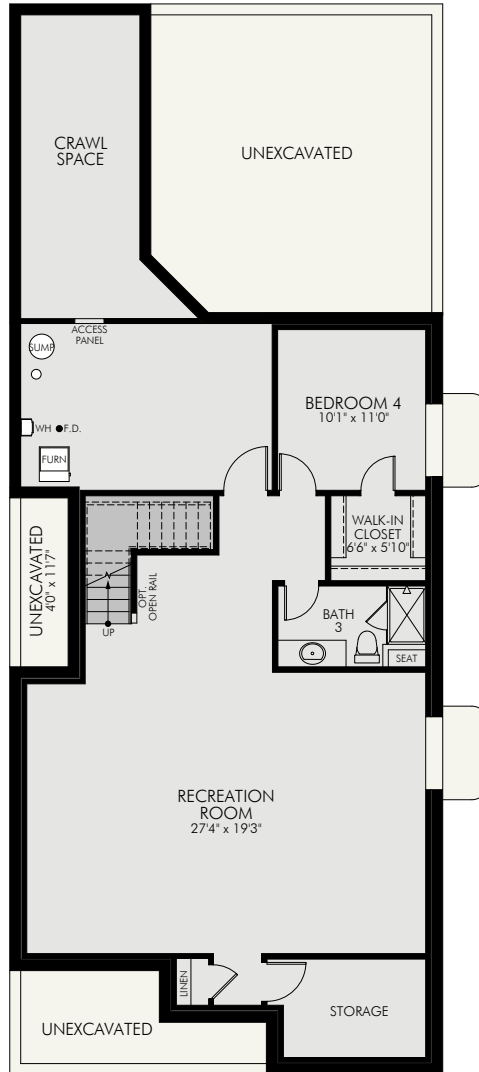 CRAWL
SPACE
UNEXCAVATED
ACCESS
PANEL
SUMP
BEDROOM 4
10'1" x 11'0"
WH F.D.
FURN
WALK-IN
CLOSET
6'6" x 5'10"
UNEXCAVATED
4'0" x 11'7"
OPT.
OPEN RAIL
UP
BATH
3
SEAT
RECREATION
ROOM
27'4" x 19'3"
LINEN
STORAGE
UNEXCAVATED